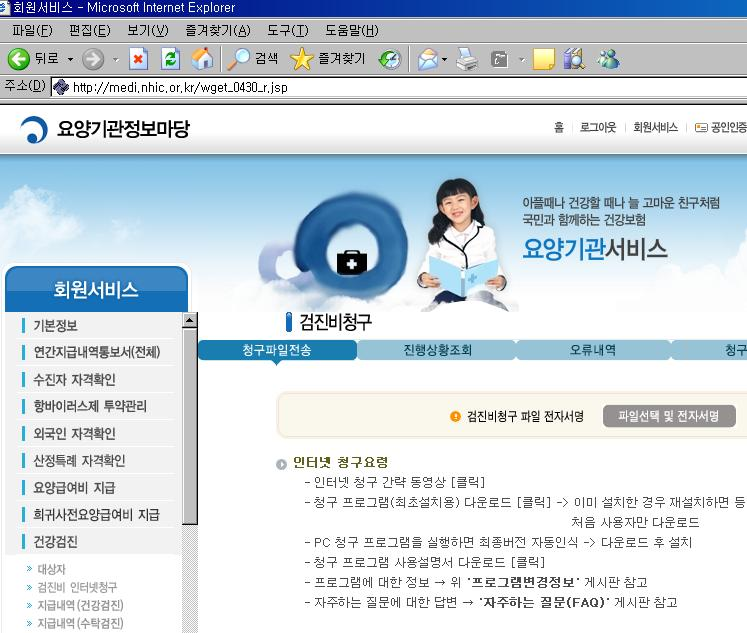 회원서비스 - Microsoft Internet Explorer
파일(F) 편집(E) 보기(V) 즐겨찾기(A) 도구(T) 도움말(H)
뒤로 검색 즐겨찾기
주소(D) http://medi.nhic.or.kr/wget_0430_r.jsp
요양기관정보마당
홈 로그아웃 회원서비스 공인인증
아플때나 건강할 때나 늘 고마운 친구처럼
국민과 함께하는 건강보험
요양기관서비스
회원서비스
기본정보
연간지급내역통보서(전체)
수진자 자격확인
항바이러스제 투약관리
외국인 자격확인
산정특례 자격확인
요양급여비 지급
희귀사전요양급여비 지급
건강검진
» 대상자
» 검진비 인터넷청구
» 지급내역(건강검진)
» 지급내역(수탁검진)
검진비청구
청구파일전송 진행상황조회 오류내역 청구
검진비청구 파일 전자서명 파일선택 및 전자서명
인터넷 청구요령
- 인터넷 청구 간략 동영상 [클릭]
- 청구 프로그램(최초설치용) 다운로드 [클릭] -> 이미 설치한 경우 재설치하면 등
처음 사용자만 다운로드
- PC 청구 프로그램을 실행하면 최종버전 자동인식 -> 다운로드 후 설치
- 청구 프로그램 사용설명서 다운로드 [클릭]
- 프로그램에 대한 정보 → 위 '프로그램변경정보' 게시판 참고
- 자주하는 질문에 대한 답변 → '자주하는 질문(FAQ)' 게시판 참고